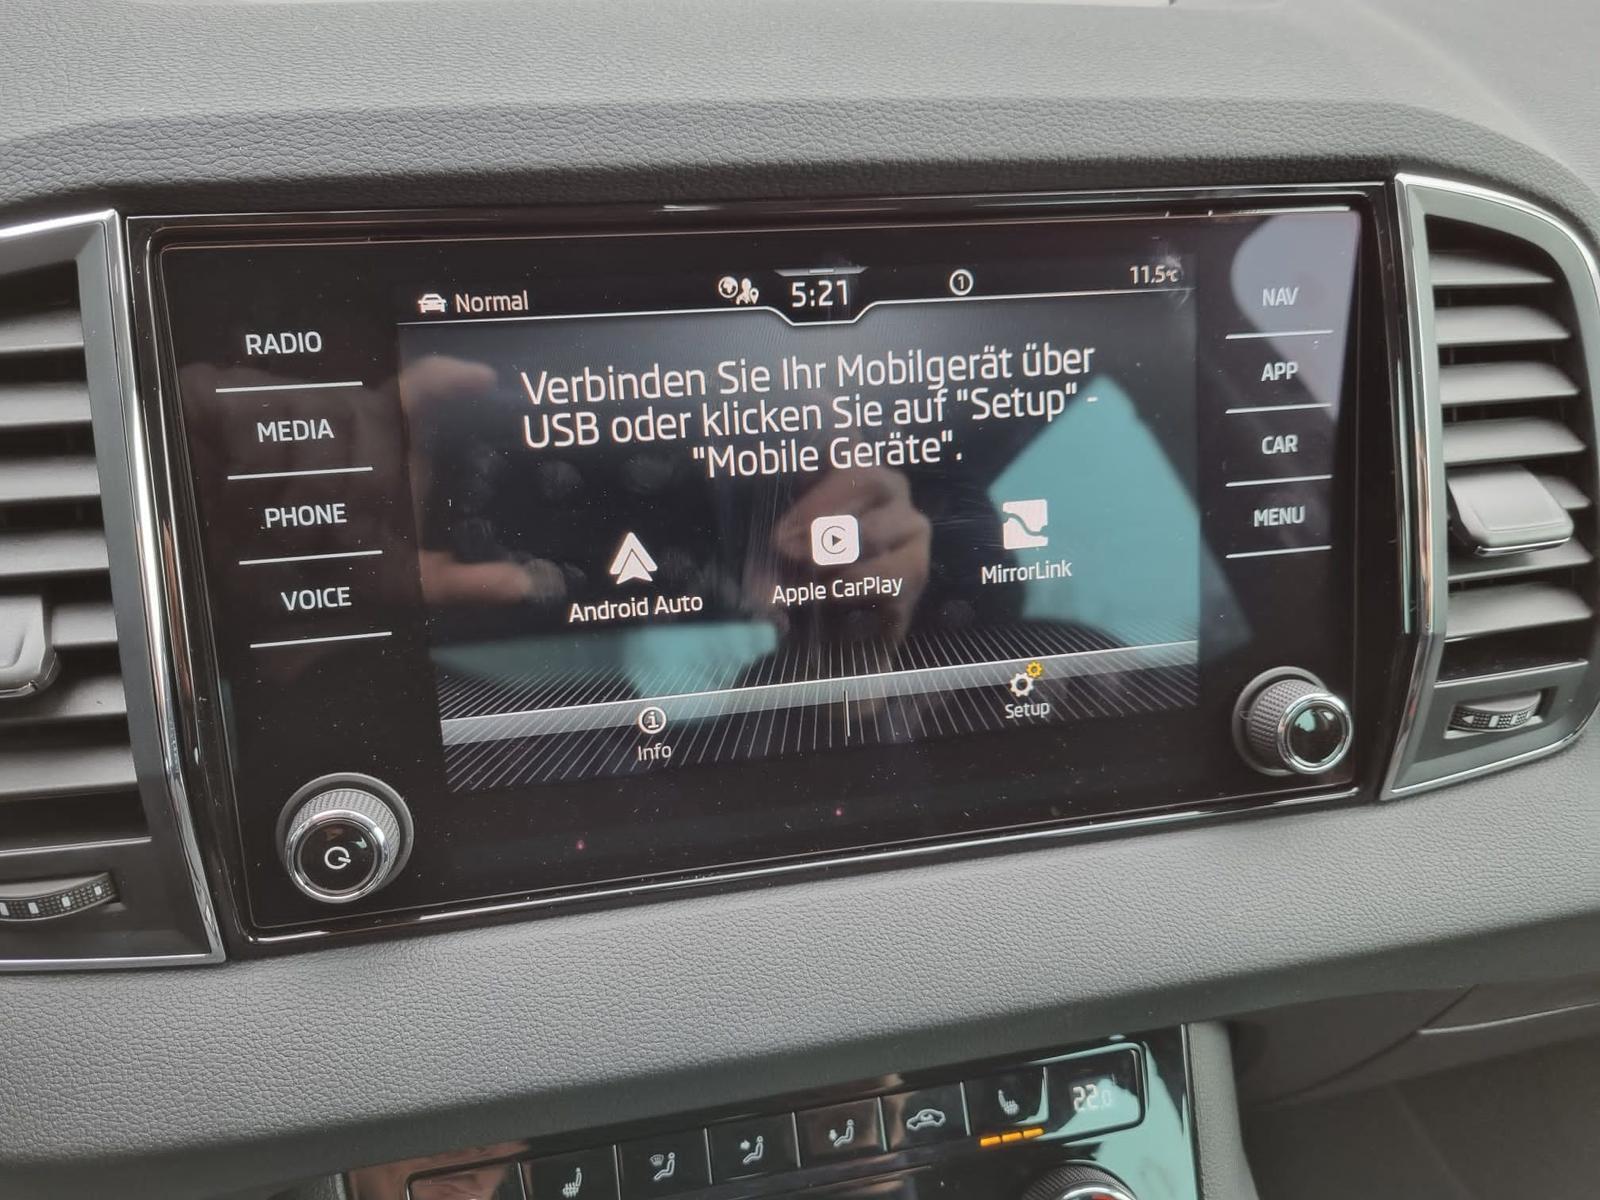 Normal
5:21
1
11.5°C
RADIO
MEDIA
PHONE
VOICE
Verbinden Sie Ihr Mobilgerät über
USB oder klicken Sie auf "Setup" -
"Mobile Geräte".
Android Auto
Apple CarPlay
MirrorLink
Info
Setup
NAV
APP
CAR
MENU
22.0